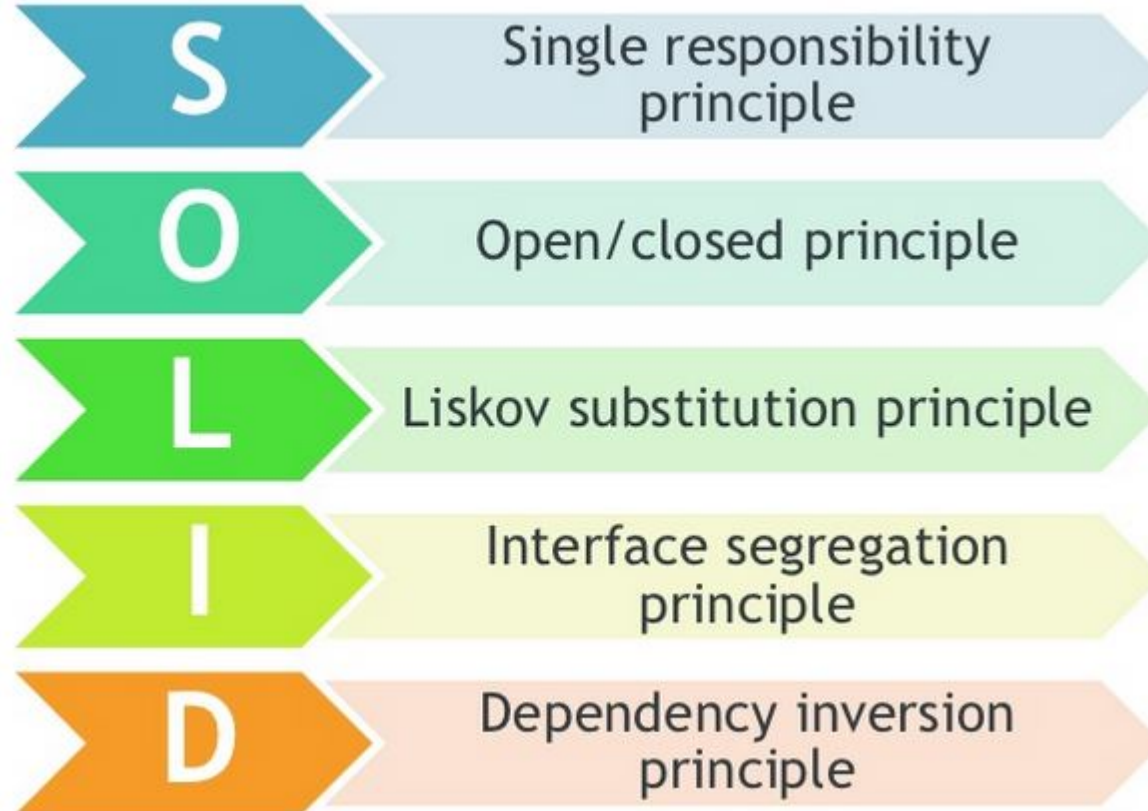 S
Single responsibility
principle
O
Open/closed principle
L
Liskov substitution principle
I
Interface segregation
principle
D
Dependency inversion
principle